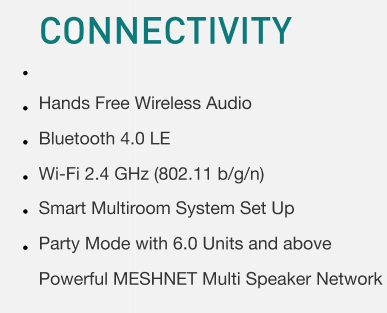 CONNECTIVITY
• 
• Hands Free Wireless Audio
• Bluetooth 4.0 LE
• Wi-Fi 2.4 GHz (802.11 b/g/n)
• Smart Multiroom System Set Up
• Party Mode with 6.0 Units and above
Powerful MESHNET Multi Speaker Network